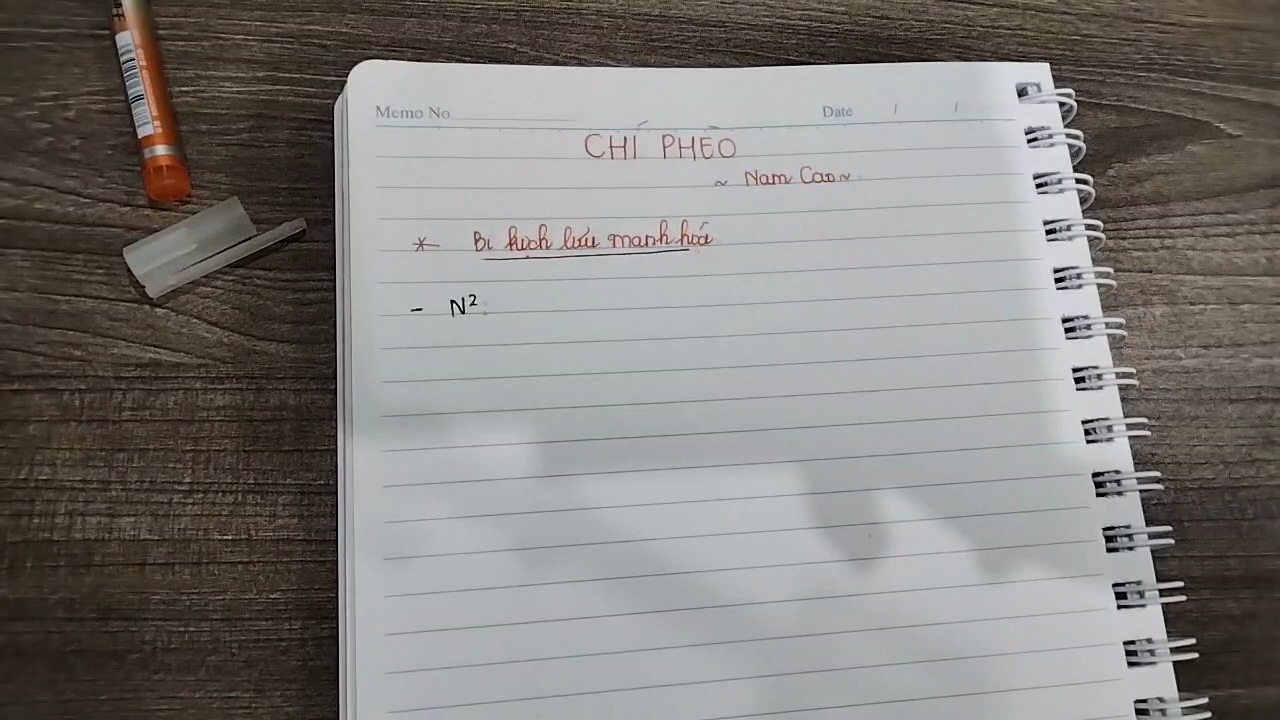 Memo No. Date / /
CHÍ PHÈO
~ Nam Cao ~
* Bi kịch lưu manh hoá
- N²